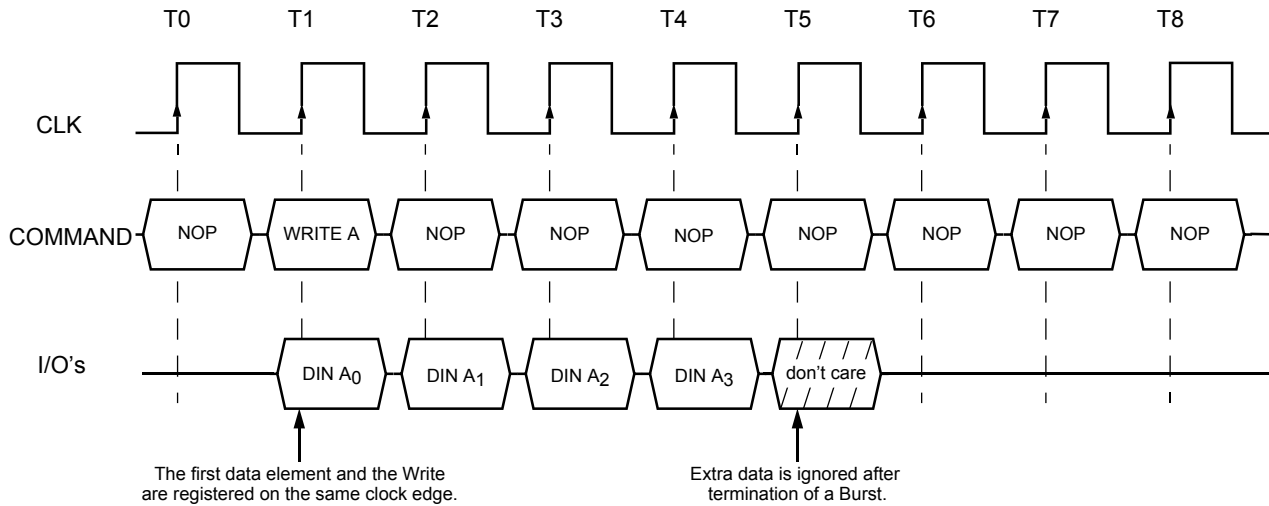 T0 T1 T2 T3 T4 T5 T6 T7 T8
CLK
COMMAND NOP WRITE A NOP NOP NOP NOP NOP NOP NOP
I/O's DIN A0 DIN A1 DIN A2 DIN A3 don't care
The first data element and the Write
are registered on the same clock edge.
Extra data is ignored after
termination of a Burst.